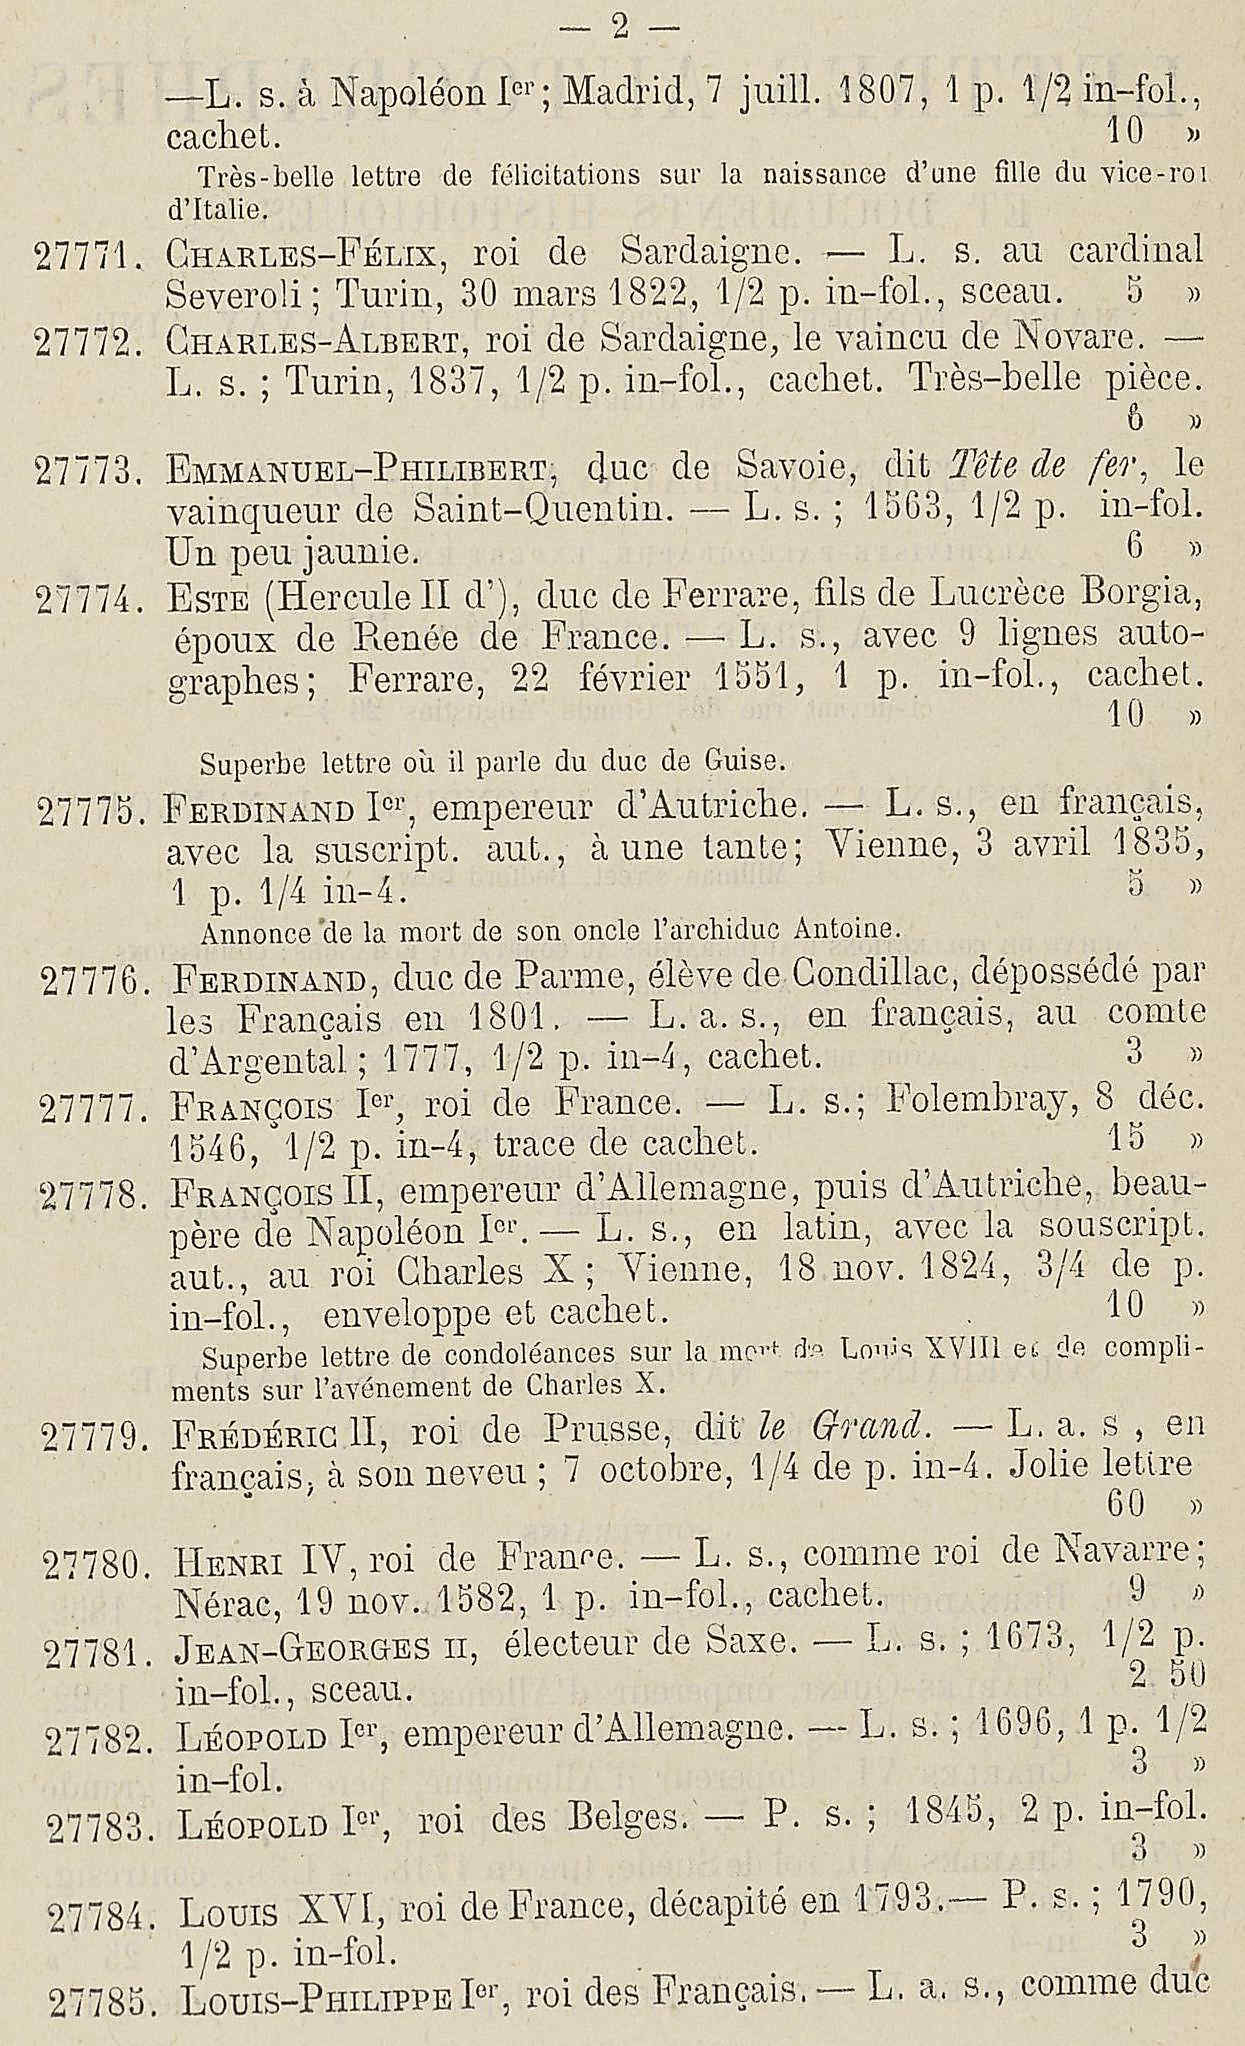 — 2 —
—L. s. à Napoléon Ier; Madrid, 7 juill. 1807, 1 p. 1/2 in-fol.,
cachet. 10 »
Très-belle lettre de félicitations sur la naissance d'une fille du vice-roi
d'Italie.
27771. CHARLES-FÉLIX, roi de Sardaigne. — L. s. au cardinal
Severoli; Turin, 30 mars 1822, 1/2 p. in-fol., sceau. 5 »
27772. CHARLES-ALBERT, roi de Sardaigne, le vaincu de Novare. —
L. s. ; Turin, 1837, 1/2 p. in-fol., cachet. Très-belle pièce.
6 »
27773. EMMANUEL-PHILIBERT, duc de Savoie, dit Tête de fer, le
vainqueur de Saint-Quentin. — L. s. ; 1563, 1/2 p. in-fol.
Un peu jaunie. 6 »
27774. ESTE (Hercule II d'), duc de Ferrare, fils de Lucrèce Borgia,
époux de Renée de France. — L. s., avec 9 lignes auto-
graphes; Ferrare, 22 février 1551, 1 p. in-fol., cachet.
10 »
Superbe lettre où il parle du duc de Guise.
27775. FERDINAND Ier, empereur d'Autriche. — L. s., en français,
avec la suscript. aut., à une tante; Vienne, 3 avril 1835,
1 p. 1/4 in-4. 5 »
Annonce de la mort de son oncle l'archiduc Antoine.
27776. FERDINAND, duc de Parme, élève de Condillac, dépossédé par
les Français en 1801. — L. a. s., en français, au comte
d'Argental; 1777, 1/2 p. in-4, cachet. 3 »
27777. FRANÇOIS Ier, roi de France. — L. s.; Folembray, 8 déc.
1546, 1/2 p. in-4, trace de cachet. 15 »
27778. FRANÇOIS II, empereur d'Allemagne, puis d'Autriche, beau-
père de Napoléon Ier. — L. s., en latin, avec la souscript.
aut., au roi Charles X; Vienne, 18 nov. 1824, 3/4 de p.
in-fol., enveloppe et cachet. 10 »
Superbe lettre de condoléances sur la mort de Louis XVIII et de compli-
ments sur l'avénement de Charles X.
27779. FRÉDÉRIC II, roi de Prusse, dit le Grand. — L. a. s , en
français, à son neveu; 7 octobre, 1/4 de p. in-4. Jolie lettre
60 »
27780. HENRI IV, roi de France. — L. s., comme roi de Navarre;
Nérac, 19 nov. 1582, 1 p. in-fol., cachet. 9 »
27781. JEAN-GEORGES II, électeur de Saxe. — L. s. ; 1673, 1/2 p.
in-fol., sceau. 2 50
27782. LÉOPOLD Ier, empereur d'Allemagne. — L. s. ; 1696, 1 p. 1/2
in-fol. 3 »
27783. LÉOPOLD Ier, roi des Belges. — P. s. ; 1845, 2 p. in-fol.
3 »
27784. LOUIS XVI, roi de France, décapité en 1793. — P. s. ; 1790,
1/2 p. in-fol. 3 »
27785. LOUIS-PHILIPPE Ier, roi des Français. — L. a. s., comme duc